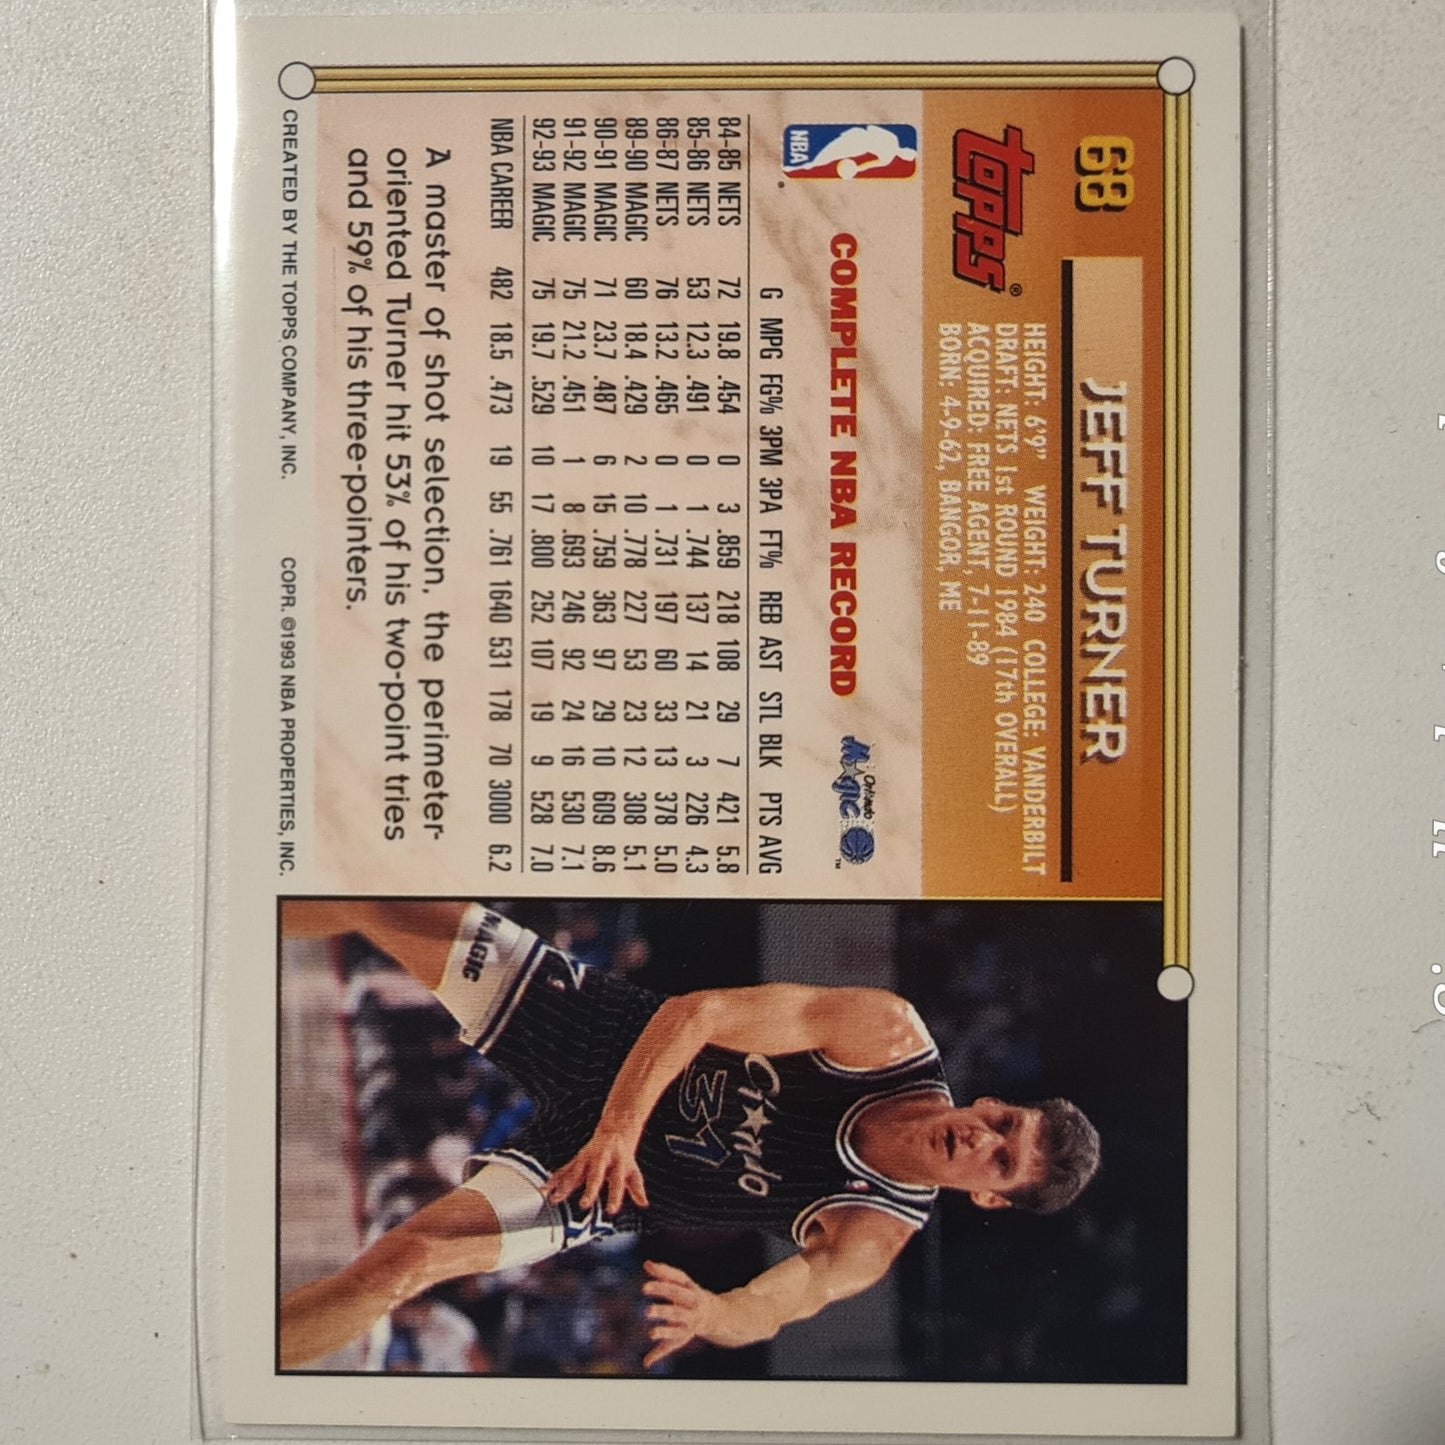 68
JEFF TURNER
TOPPS®
HEIGHT: 6'9" WEIGHT: 240 COLLEGE: VANDERBILT
DRAFT: NETS 1st ROUND 1984 (17th OVERALL)
ACQUIRED: FREE AGENT, 7-11-89
BORN: 4-9-62, BANGOR, ME
NBA
COMPLETE NBA RECORD
Orlando Magic ™
G MPG FG% 3PM 3PA FT% REB AST STL BLK PTS AVG
84-85 NETS 72 19.8 .454 0 3 .859 218 108 29 7 421 5.8
85-86 NETS 53 12.3 .491 0 1 .744 137 14 21 3 226 4.3
86-87 NETS 76 13.2 .465 0 1 .731 197 60 33 13 378 5.0
89-90 MAGIC 60 18.4 .429 2 10 .778 227 53 23 12 308 5.1
90-91 MAGIC 71 23.7 .487 6 15 .759 363 97 29 10 609 8.6
91-92 MAGIC 75 21.2 .451 1 8 .693 246 92 24 16 530 7.1
92-93 MAGIC 75 19.7 .529 10 17 .800 252 107 19 9 528 7.0
NBA CAREER 482 18.5 .473 19 55 .761 1640 531 178 70 3000 6.2
A master of shot selection, the perimeter-
oriented Turner hit 53% of his two-point tries
and 59% of his three-pointers.
CREATED BY THE TOPPS COMPANY, INC. COPR. ©1993 NBA PROPERTIES, INC.
Orlando
31
MAGIC